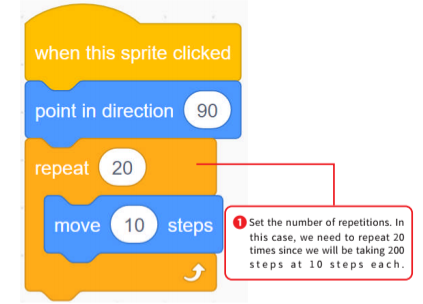 when this sprite clicked
point in direction 90
repeat 20
move 10 steps
1 Set the number of repetitions. In
this case, we need to repeat 20
times since we will be taking 200
steps at 10 steps each.